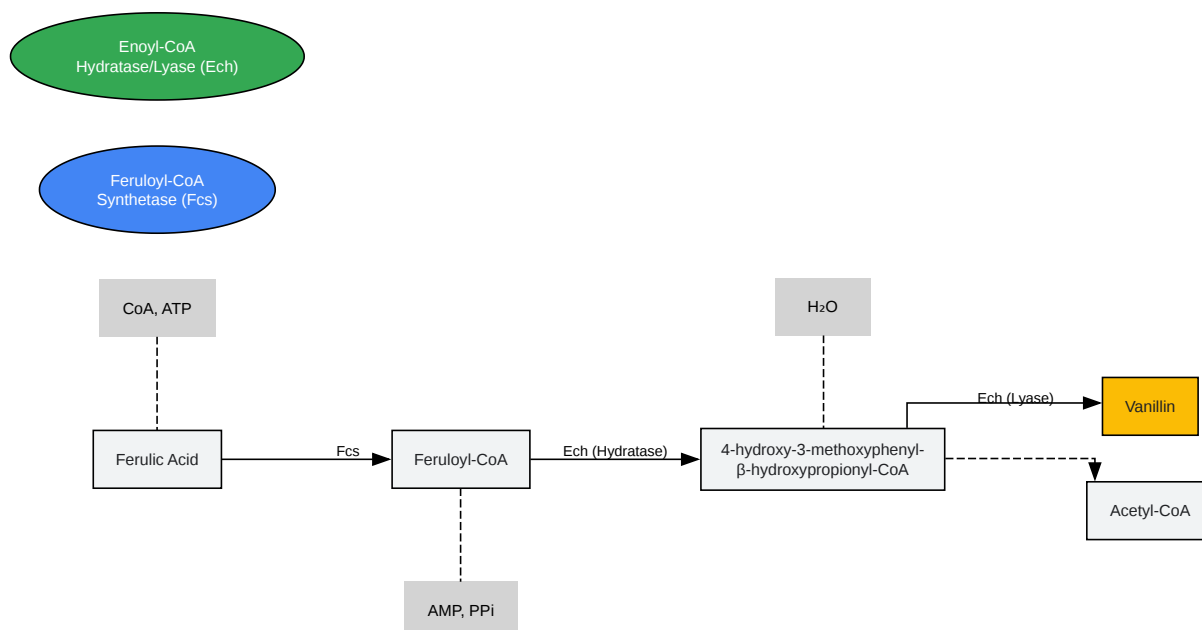 Enoyl-CoA
Hydratase/Lyase (Ech)
Feruloyl-CoA
Synthetase (Fcs)
CoA, ATP
H₂O
Ech (Lyase)
Vanillin
Ferulic Acid
Fcs
Feruloyl-CoA
Ech (Hydratase)
4-hydroxy-3-methoxyphenyl-
β-hydroxypropionyl-CoA
Acetyl-CoA
AMP, PPi